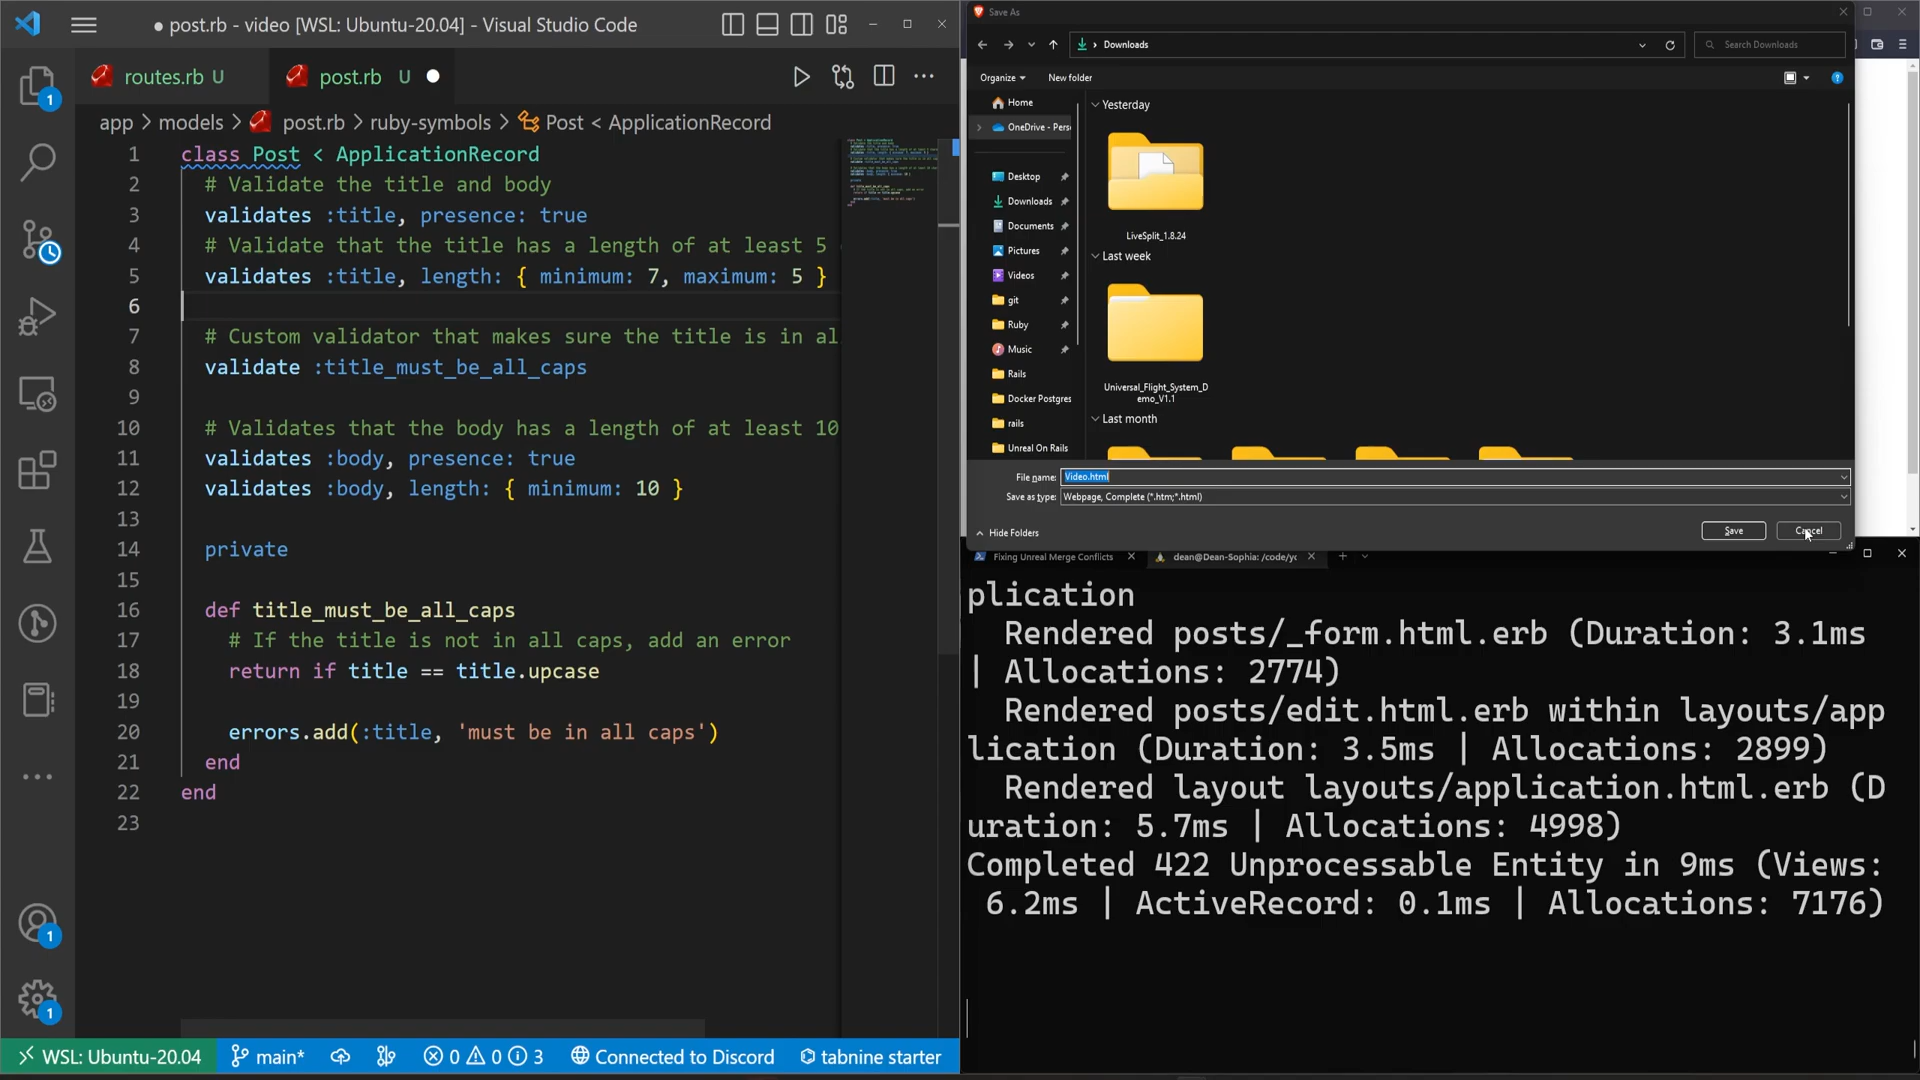 post.rb - video [WSL: Ubuntu-20.04] - Visual Studio Code
routes.rb U
post.rb U
app > models > post.rb > ruby-symbols > Post < ApplicationRecord
1 class Post < ApplicationRecord
2 # Validate the title and body
3 validates :title, presence: true
4 # Validate that the title has a length of at least 5
5 validates :title, length: { minimum: 7, maximum: 5 }
6
7 # Custom validator that makes sure the title is in al
8 validate :title_must_be_all_caps
9
10 # Validates that the body has a length of at least 10
11 validates :body, presence: true
12 validates :body, length: { minimum: 10 }
13
14 private
15
16 def title_must_be_all_caps
17 # If the title is not in all caps, add an error
18 return if title == title.upcase
19
20 errors.add(:title, 'must be in all caps')
21 end
22 end
23
1
1
1
WSL: Ubuntu-20.04 main* 0 0 3 Connected to Discord tabnine starter
Save As
Downloads
Search Downloads
Organize
New folder
Home
OneDrive - Pers
Desktop
Downloads
Documents
Pictures
Videos
git
Ruby
Music
Rails
Docker Postgres
rails
Unreal On Rails
Yesterday
LiveSplit_1.8.24
Last week
Universal_Flight_System_D
emo_V1.1
Last month
File name: Video.html
Save as type: Webpage, Complete (*.htm;*.html)
Hide Folders
Save
Cancel
Fixing Unreal Merge Conflicts
dean@Dean-Sophia: /code/yo
plication
Rendered posts/_form.html.erb (Duration: 3.1ms
| Allocations: 2774)
Rendered posts/edit.html.erb within layouts/app
lication (Duration: 3.5ms | Allocations: 2899)
Rendered layout layouts/application.html.erb (D
uration: 5.7ms | Allocations: 4998)
Completed 422 Unprocessable Entity in 9ms (Views:
6.2ms | ActiveRecord: 0.1ms | Allocations: 7176)